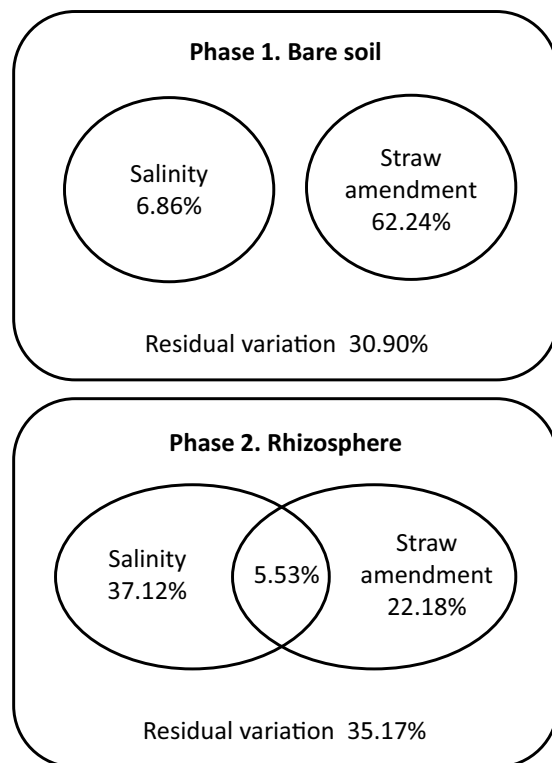 Phase 1. Bare soil
Salinity
6.86%
Straw
amendment
62.24%
Residual variation 30.90%
Phase 2. Rhizosphere
Salinity
37.12%
5.53%
Straw
amendment
22.18%
Residual variation 35.17%